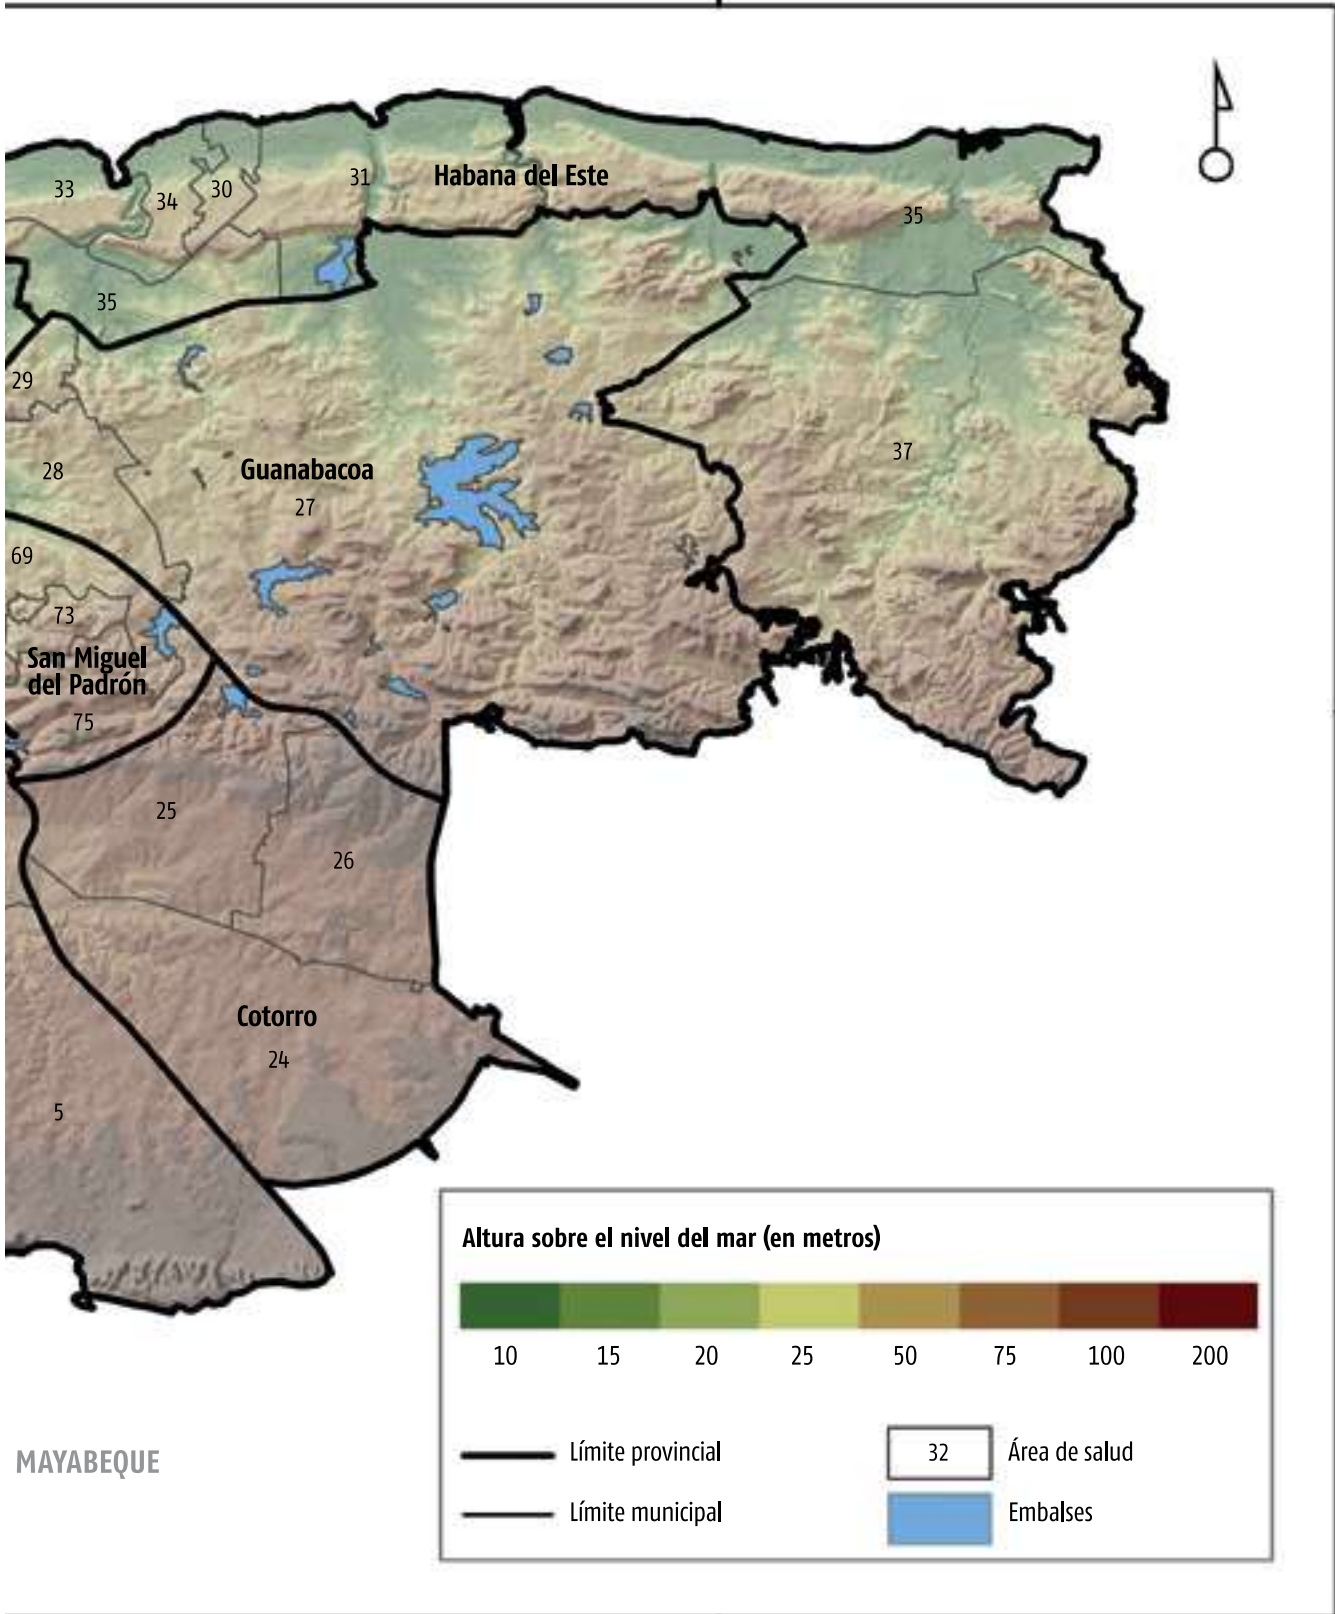 33
34
30
31
Habana del Este
35
35
29
28
Guanabacoa
27
37
69
73
San Miguel
del Padrón
75
25
26
Cotorro
24
5
Altura sobre el nivel del mar (en metros)
10 15 20 25 50 75 100 200
Límite provincial
32
Área de salud
Límite municipal
Embalses
MAYABEQUE